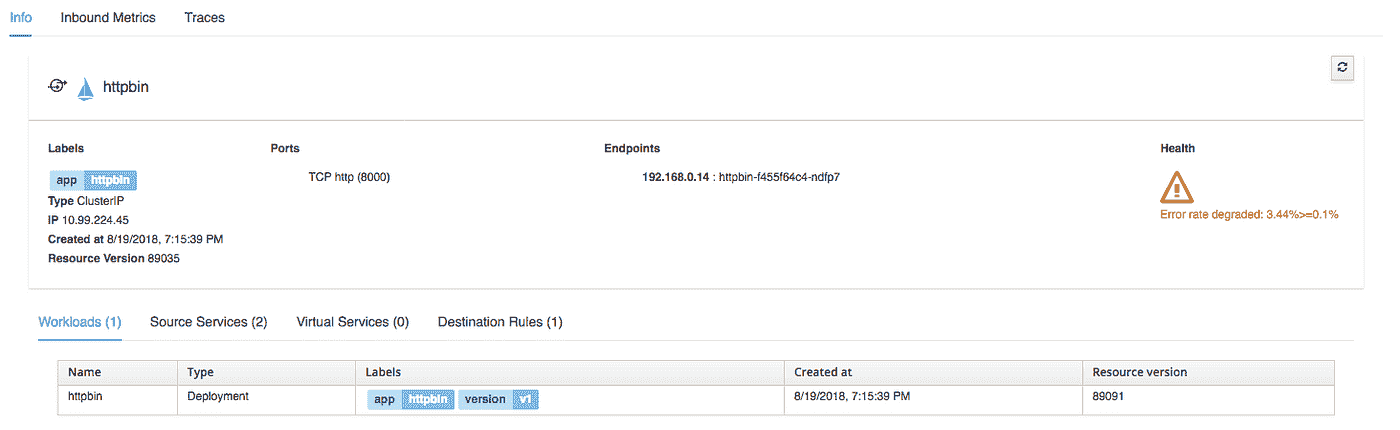 Info Inbound Metrics Traces
httpbin
Labels Ports Endpoints Health
app httpbin TCP http (8000) 192.168.0.14 : httpbin-f455f64c4-ndfp7
Type ClusterIP
IP 10.99.224.45
Error rate degraded: 3.44%>=0.1%
Created at 8/19/2018, 7:15:39 PM
Resource Version 89035
Workloads (1) Source Services (2) Virtual Services (0) Destination Rules (1)
Name Type Labels Created at Resource version
httpbin Deployment app httpbin version v1 8/19/2018, 7:15:39 PM 89091